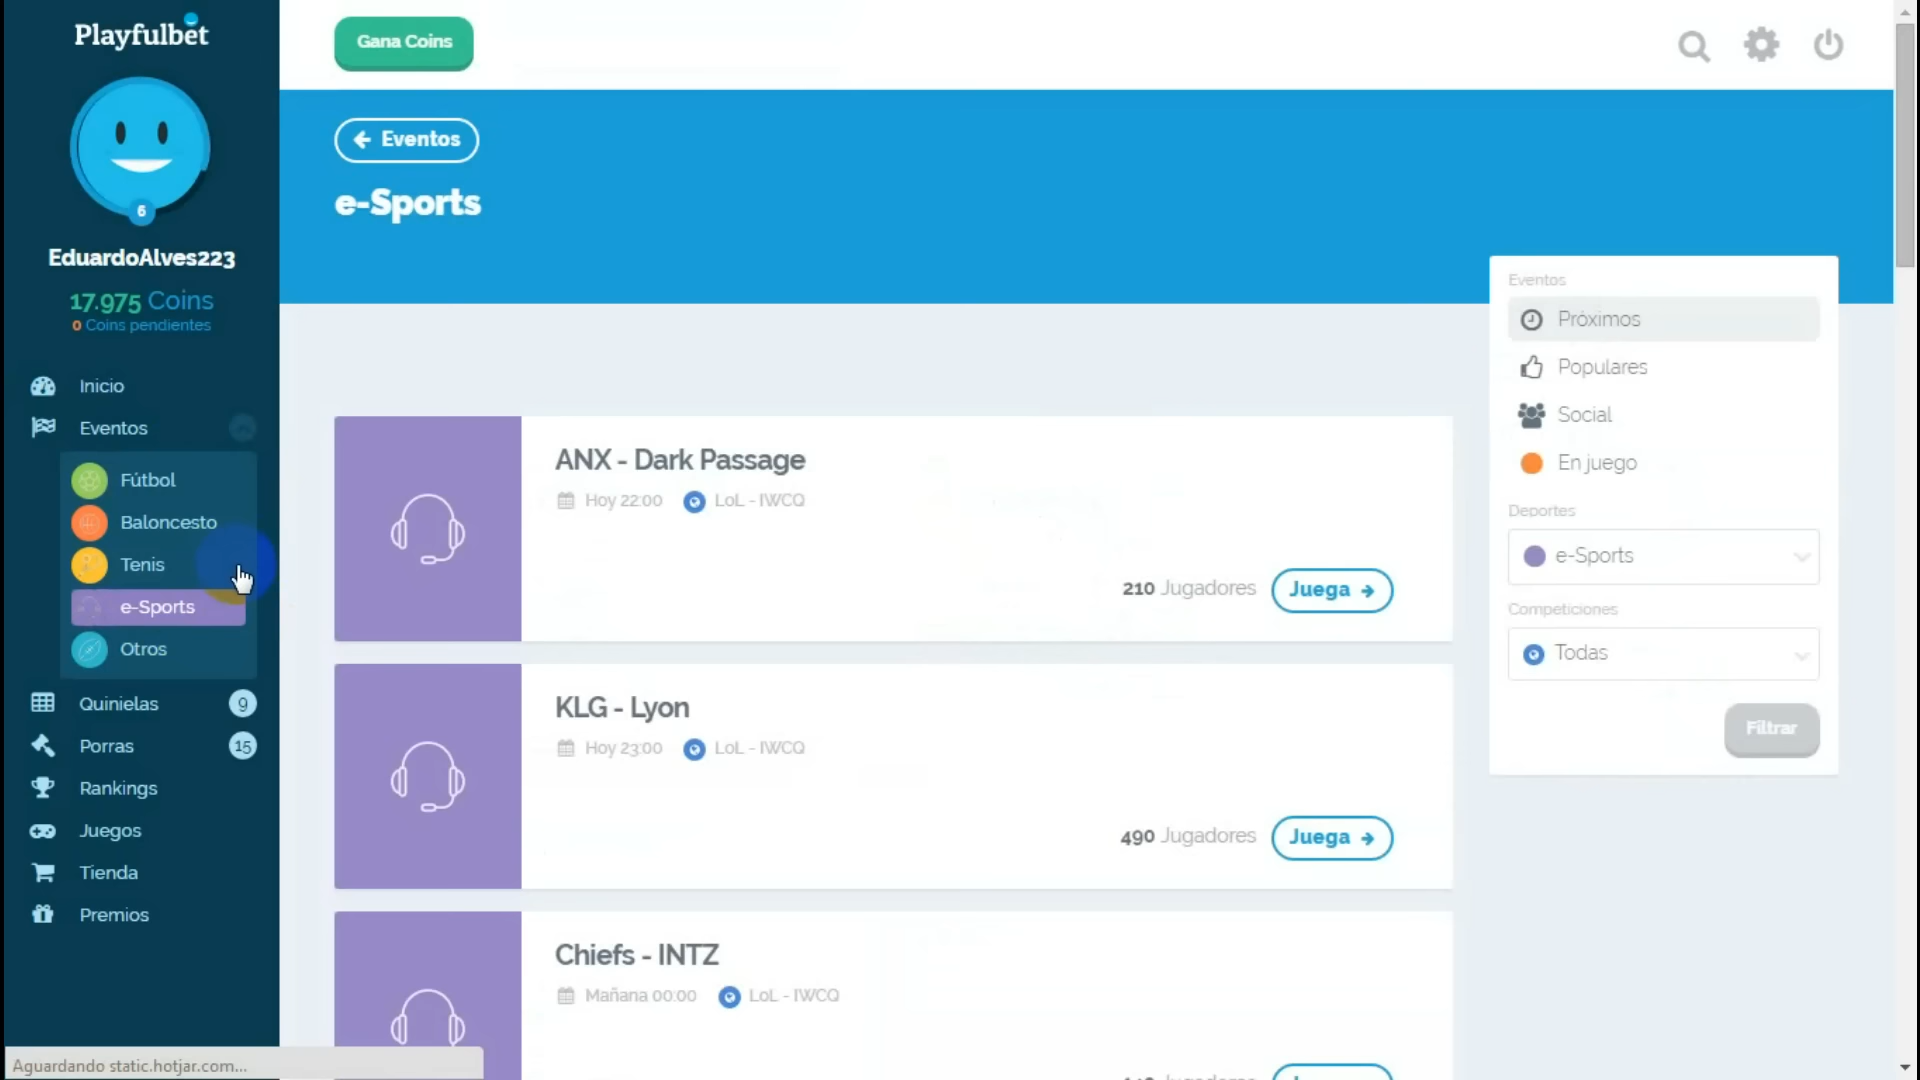 Playfulbet
6
EduardoAlves223
17.975 Coins
0 Coins pendientes
Inicio
Eventos
Fútbol
Baloncesto
Tenis
e-Sports
Otros
Quinielas 9
Porras 15
Rankings
Juegos
Tienda
Premios
Aguardando static.hotjar.com...
Gana Coins
Eventos
e-Sports
ANX - Dark Passage
Hoy 22:00 LoL - IWCQ
210 Jugadores Juega
KLG - Lyon
Hoy 23:00 LoL - IWCQ
490 Jugadores Juega
Chiefs - INTZ
Mañana 00:00 LoL - IWCQ
Eventos
Próximos
Populares
Social
En juego
Deportes
e-Sports
Competiciones
Todas
Filtrar